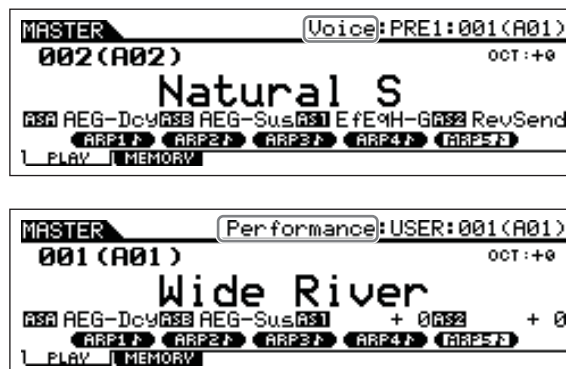 MASTER Voice:PRE1:001(A01)
002(A02) OCT:+0
Natural S
ASA AEG-Dcy ASB AEG-Sus AS1 EfEqH-G AS2 RevSend
ARP1♪ ARP2♪ ARP3♪ ARP4♪ ARP5♪
PLAY MEMORY
MASTER Performance:USER:001(A01)
001(A01) OCT:+0
Wide River
ASA AEG-Dcy ASB AEG-Sus AS1 + 0 AS2 + 0
ARP1♪ ARP2♪ ARP3♪ ARP4♪ ARP5♪
PLAY MEMORY